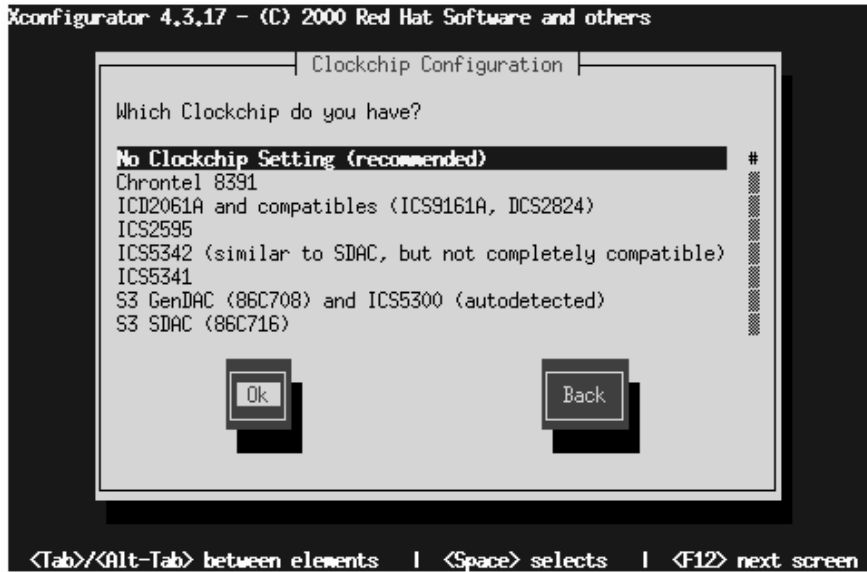 Xconfigurator 4.3.17 - (C) 2000 Red Hat Software and others
Clockchip Configuration
Which Clockchip do you have?
No Clockchip Setting (recommended) #
Chrontel 8391
ICD2061A and compatibles (ICS9161A, DCS2824)
ICS2595
ICS5342 (similar to SDAC, but not completely compatible)
ICS5341
S3 GenDAC (86C708) and ICS5300 (autodetected)
S3 SDAC (86C716)
Ok Back
<Tab>/<Alt-Tab> between elements | <Space> selects | <F12> next screen